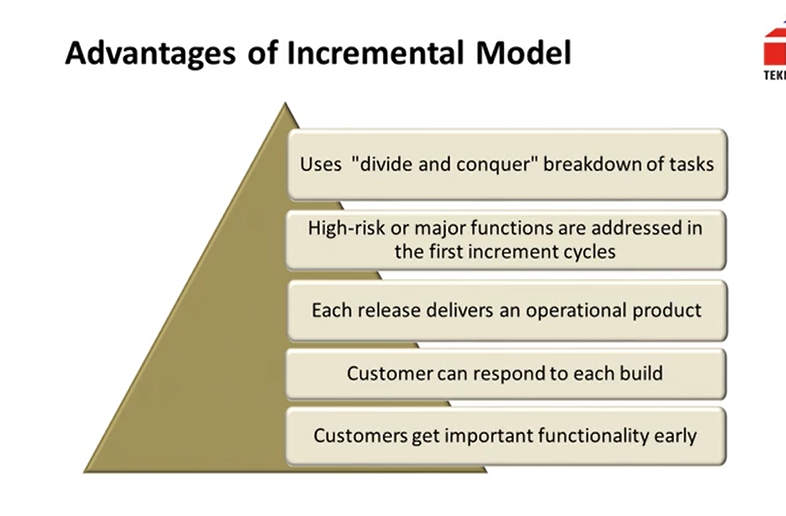 Advantages of Incremental Model
Uses "divide and conquer" breakdown of tasks
High-risk or major functions are addressed in
the first increment cycles
Each release delivers an operational product
Customer can respond to each build
Customers get important functionality early